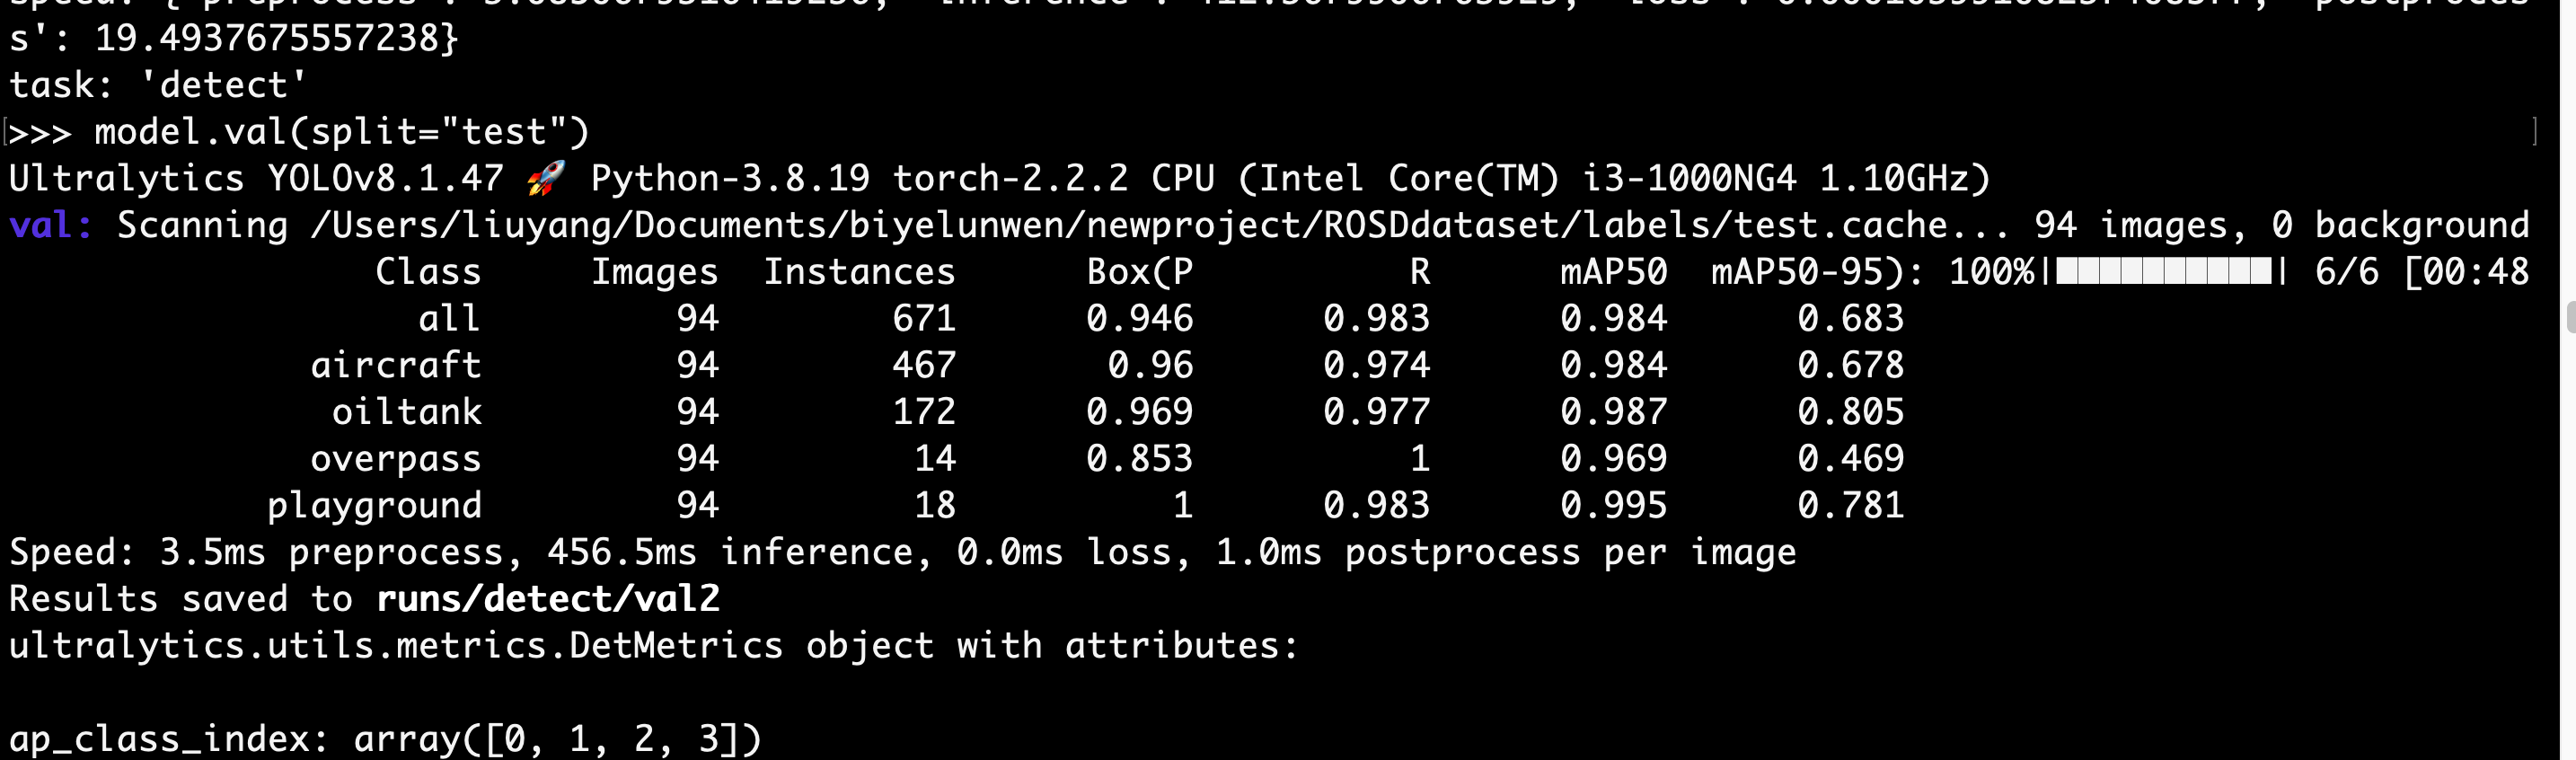 s': 19.4937675557238}
task: 'detect'
>>> model.val(split="test")
Ultralytics YOLOv8.1.47 🚀 Python-3.8.19 torch-2.2.2 CPU (Intel Core(TM) i3-1000NG4 1.10GHz)
val: Scanning /Users/liuyang/Documents/biyelunwen/newproject/ROSDdataset/labels/test.cache... 94 images, 0 background
Class Images Instances Box(P R mAP50 mAP50-95): 100%|██████████| 6/6 [00:48
all 94 671 0.946 0.983 0.984 0.683
aircraft 94 467 0.96 0.974 0.984 0.678
oiltank 94 172 0.969 0.977 0.987 0.805
overpass 94 14 0.853 1 0.969 0.469
playground 94 18 1 0.983 0.995 0.781
Speed: 3.5ms preprocess, 456.5ms inference, 0.0ms loss, 1.0ms postprocess per image
Results saved to runs/detect/val2
ultralytics.utils.metrics.DetMetrics object with attributes:
ap_class_index: array([0, 1, 2, 3])